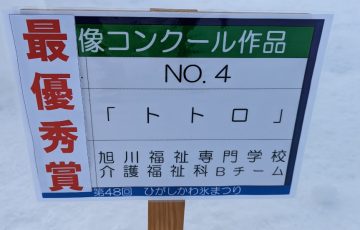 最優秀賞
像コンクール作品
NO. 4
「トトロ」
旭川福祉専門学校
介護福祉科Bチーム
第48回 ひがしかわ氷まつり